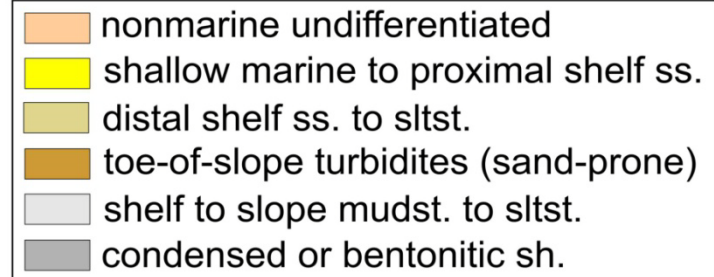 nonmarine undifferentiated
shallow marine to proximal shelf ss.
distal shelf ss. to sltst.
toe-of-slope turbidites (sand-prone)
shelf to slope mudst. to sltst.
condensed or bentonitic sh.